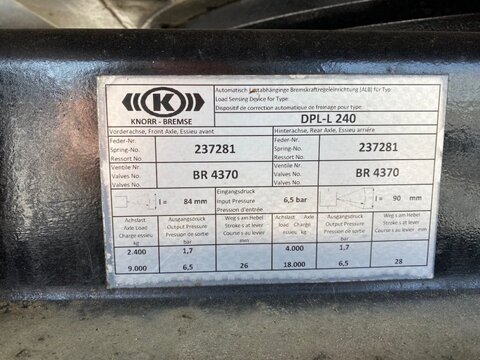 K
KNORR - BREMSE
Automatisch Lastabhänginge Bremskraftregeleinrichtung (ALB) für Typ
Load Sensing Device for Type:
Dispositif de correction automatique de freinage pour type:
DPL-L 240
Vorderachse, Front Axle, Essieu avant
Hinterachse, Rear Axle, Essieu arrière
Feder-Nr.
Spring-No.
Ressort No.
237281
Feder-Nr.
Spring-No.
Ressort No.
237281
Ventile Nr.
Valves No.
Valves No.
BR 4370
Ventile Nr.
Valves No.
Valves No.
BR 4370
l = 84 mm
Eingangsdruck
Input Pressure
Pression d'entrée
6,5 bar
l = 90 mm
Achslast
Axle Load
Charge essieu
kg
Ausgangsdruck
Output Pressure
Pression de sortie
bar
Weg s am Hebel
Stroke s at lever
Course s au levier
mm
Achslast Axle
Load
Charge essieu
kg
Ausgangsdruck
Output Pressure
Pression de sortie
bar
Weg s am Hebel
Stroke s at lever
Course s au levier
mm
2.400 1,7 4.000 1,7
9.000 6,5 26 18.000 6,5 28